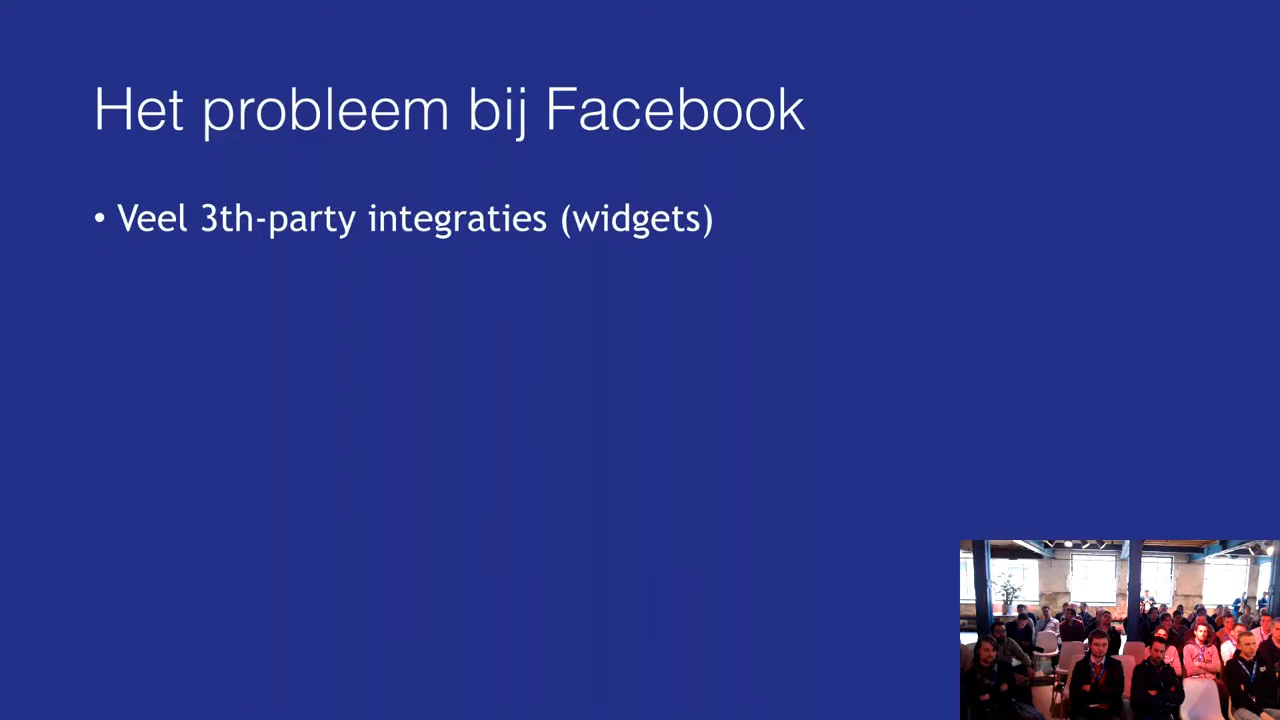 Het probleem bij Facebook
• Veel 3th-party integraties (widgets)